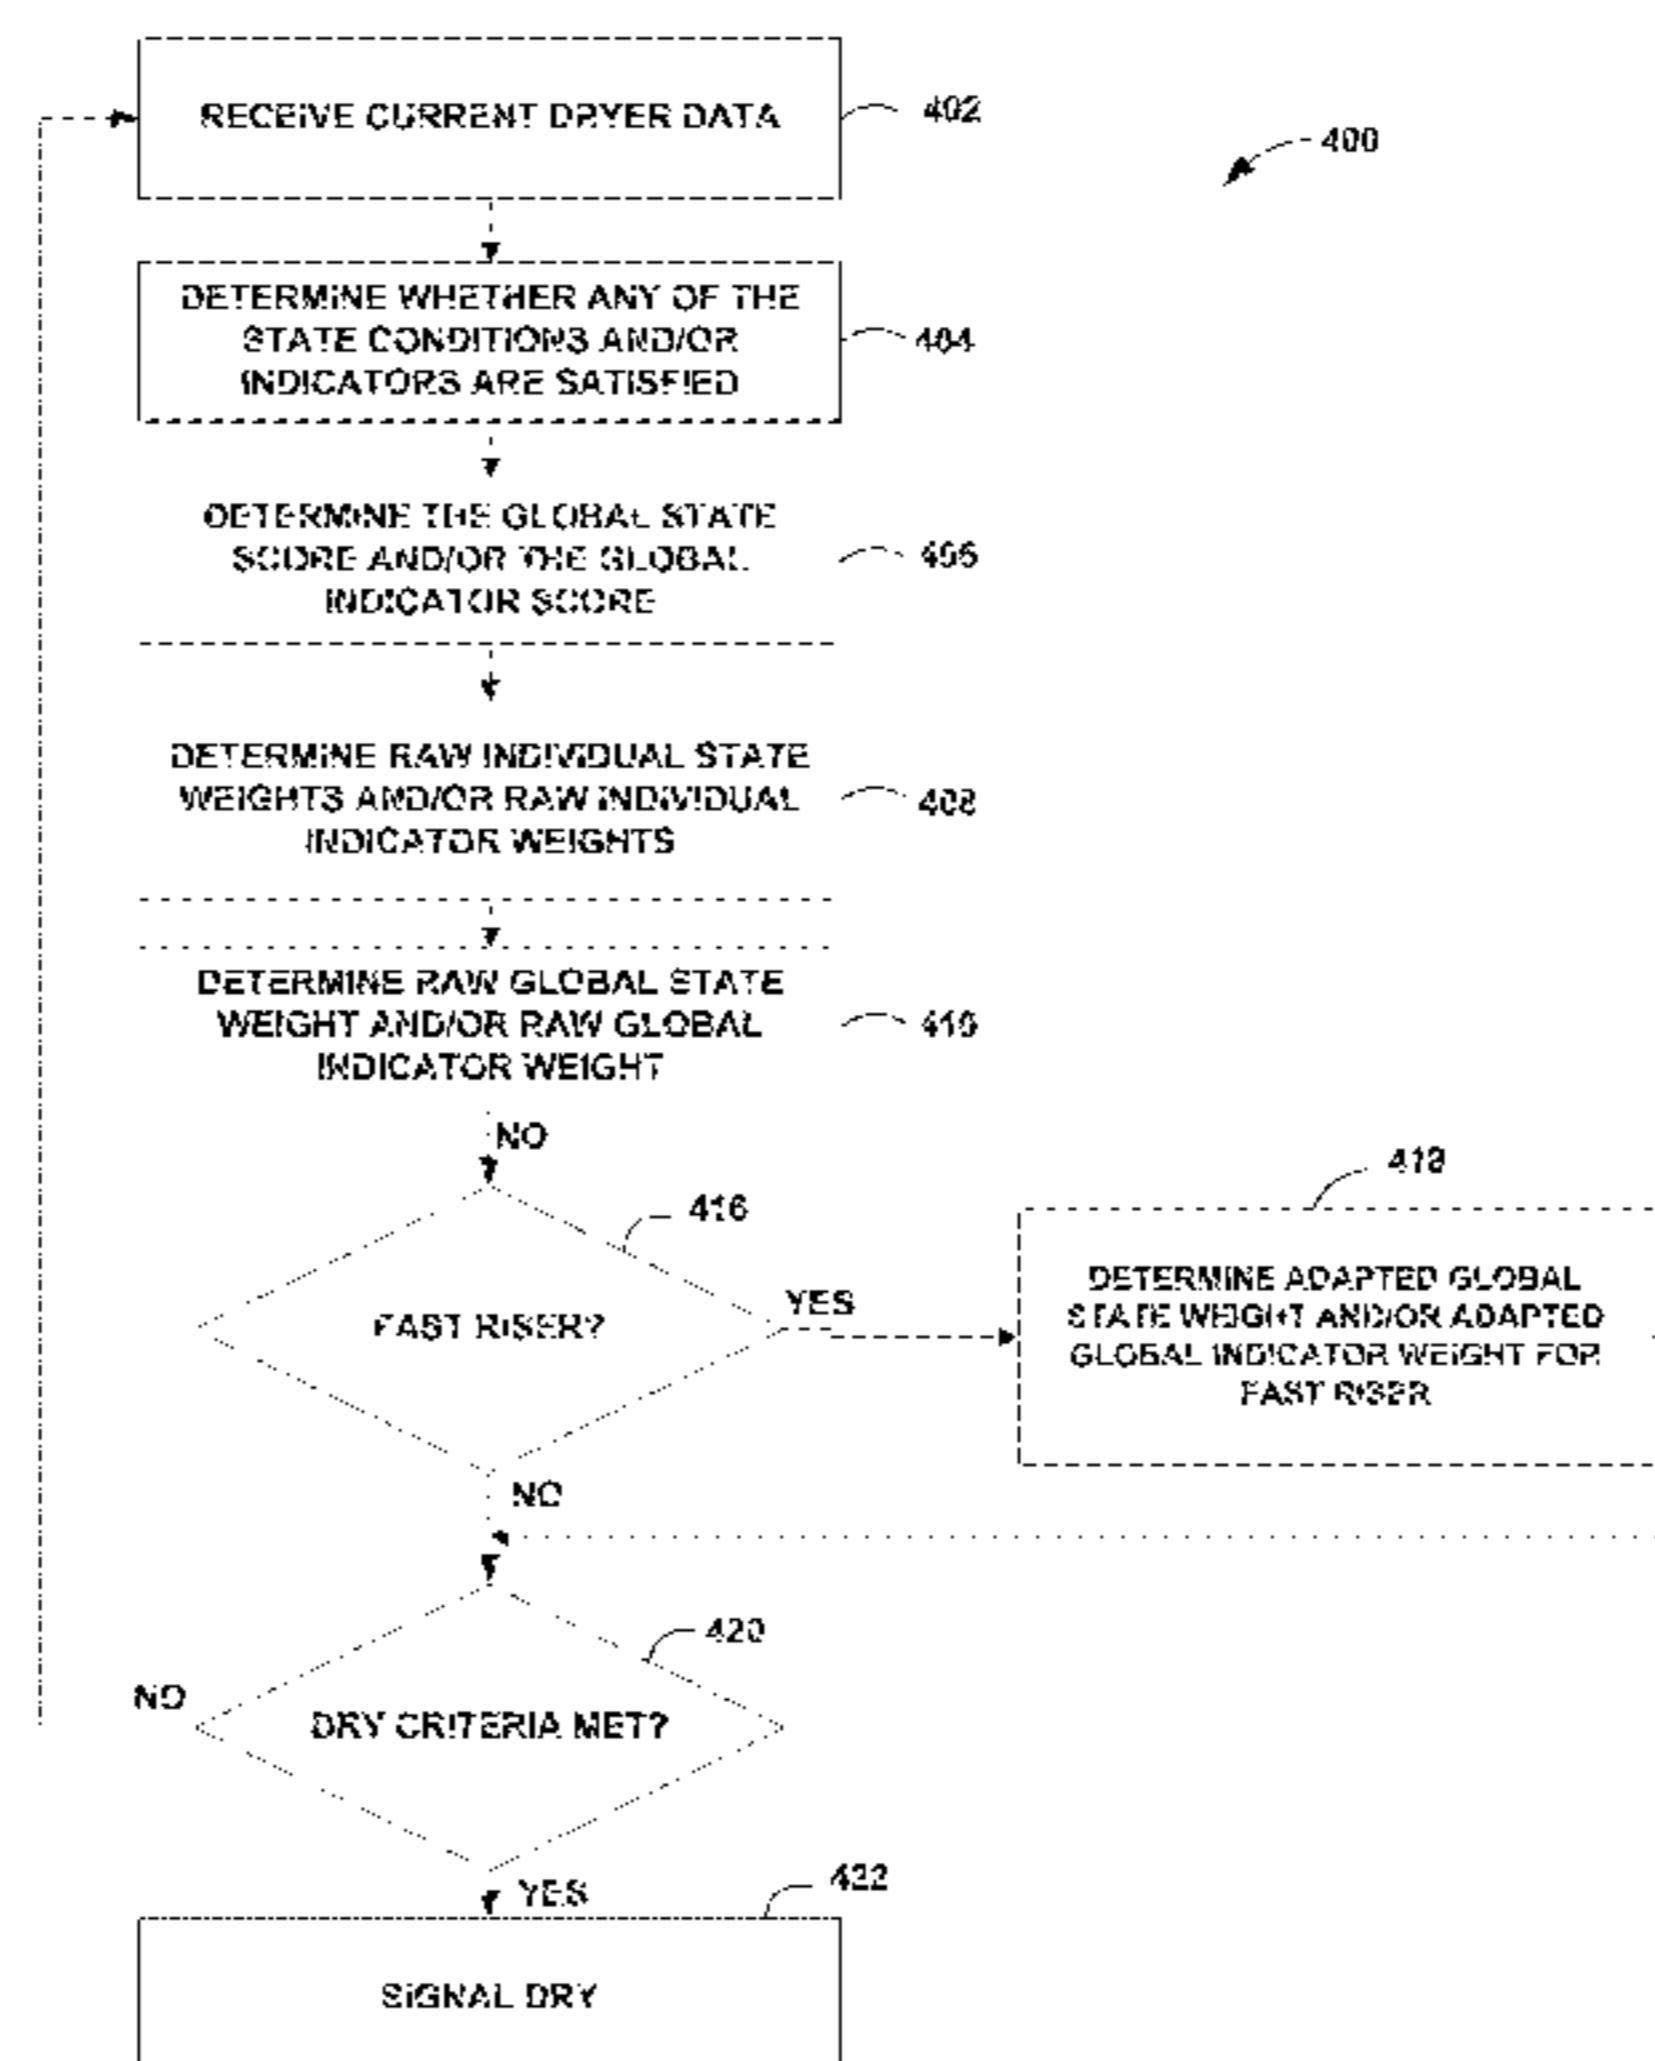 RECEIVE CURRENT DRYER DATA
402
400
DETERMINE WHETHER ANY OF THE
STATE CONDITIONS AND/OR
INDICATORS ARE SATISFIED
404
DETERMINE THE GLOBAL STATE
SCORE AND/OR THE GLOBAL
INDICATOR SCORE
406
DETERMINE RAW INDIVIDUAL STATE
WEIGHTS AND/OR RAW INDIVIDUAL
INDICATOR WEIGHTS
408
DETERMINE RAW GLOBAL STATE
WEIGHT AND/OR RAW GLOBAL
INDICATOR WEIGHT
410
NO
416
FAST RISER?
YES
418
DETERMINE ADAPTED GLOBAL
STATE WEIGHT AND/OR ADAPTED
GLOBAL INDICATOR WEIGHT FOR
FAST RISER
NO
420
NO
DRY CRITERIA MET?
YES
422
SIGNAL DRY